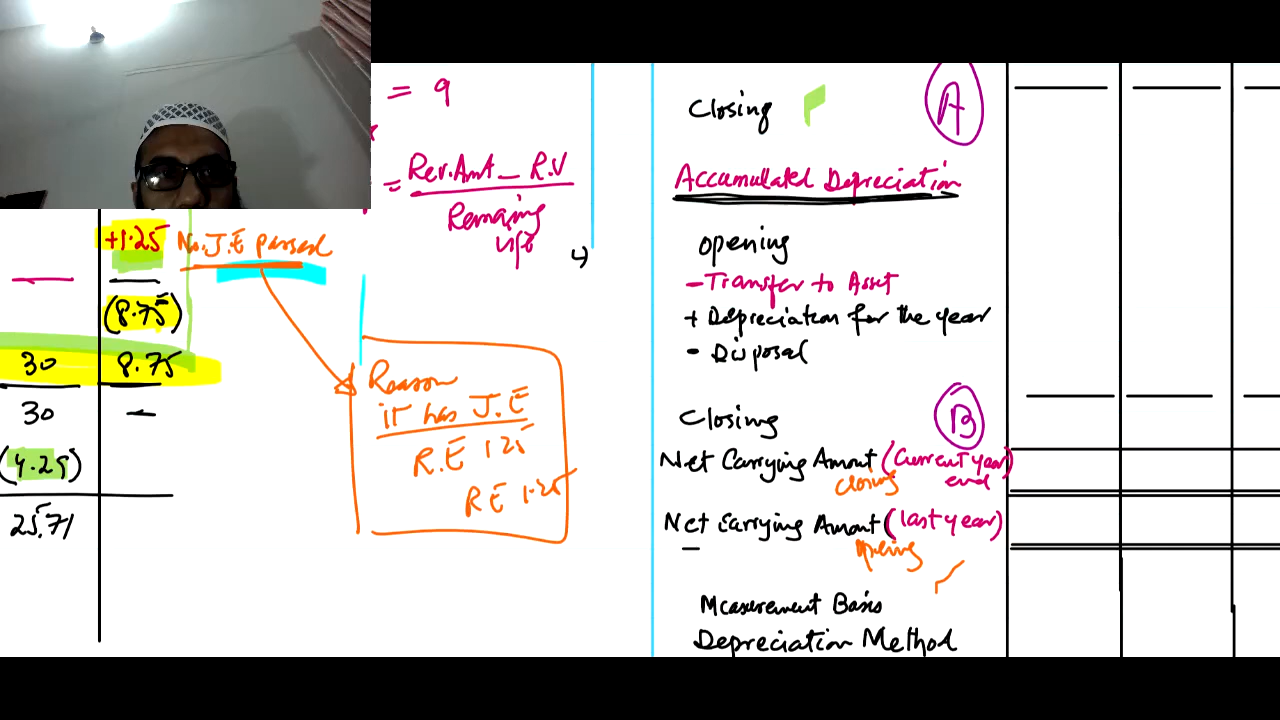 = 9
= Rev.Amt - R.V
Remaing
life
+1.25 No. J.E passed
(8.75)
30 8.75
30 -
(4.29)
25.71
Reason
it has J.E
R.E 1.25
RE 1.25
Closing A
Accumulated Depreciation
opening
- Transfer to Asset
+ Depreciation for the year
- Disposal
Closing B
Net Carrying Amount (Current year end)
closing
Net Carrying Amount (last year)
opening
Measurement Basis
Depreciation Method